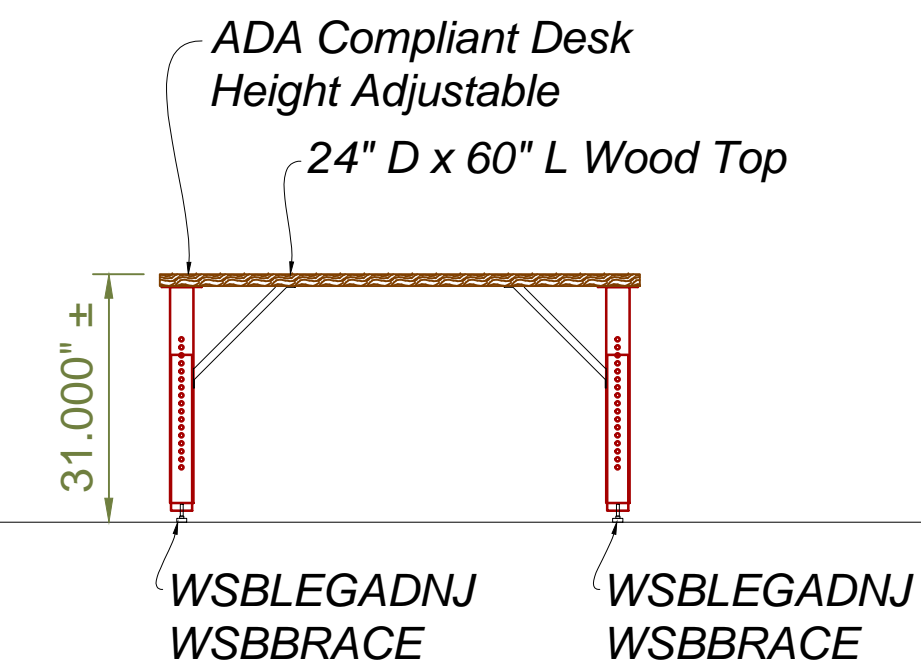 ADA Compliant Desk
Height Adjustable
24" D x 60" L Wood Top
31.000" ±
WSBLEGADNJ
WSBBRACE
WSBLEGADNJ
WSBBRACE